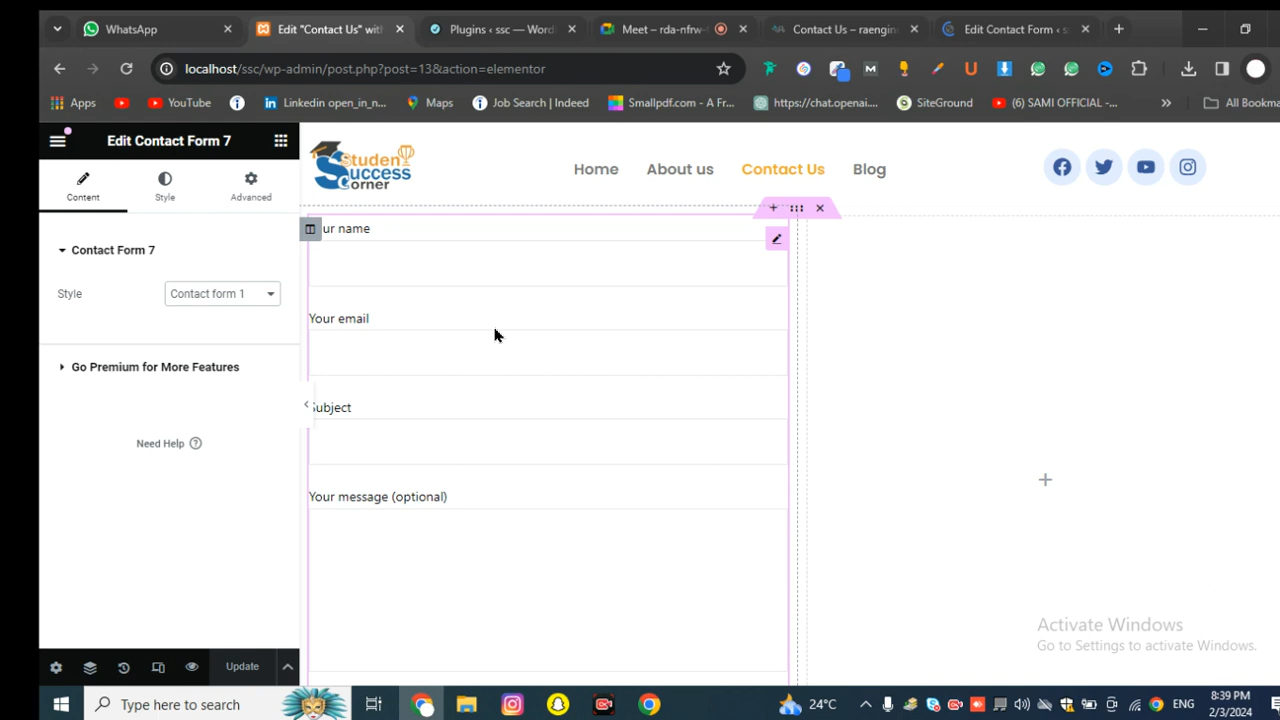 WhatsApp
Edit "Contact Us" with
Plugins ‹ ssc — Word
Meet – rda-nfrw-
Contact Us – raengin
Edit Contact Form ‹ s
localhost/ssc/wp-admin/post.php?post=13&action=elementor
Apps
YouTube
Linkedin open_in_n...
Maps
Job Search | Indeed
Smallpdf.com - A Fr...
https://chat.openai....
SiteGround
(6) SAMI OFFICIAL -...
»
All Bookma
Edit Contact Form 7
Content
Style
Advanced
Contact Form 7
Style
Contact form 1
Go Premium for More Features
Need Help
Update
Studen
Success
Corner
Home
About us
Contact Us
Blog
ur name
Your email
Subject
Your message (optional)
Activate Windows
Go to Settings to activate Windows.
Type here to search
24°C
ENG
8:39 PM
2/3/2024